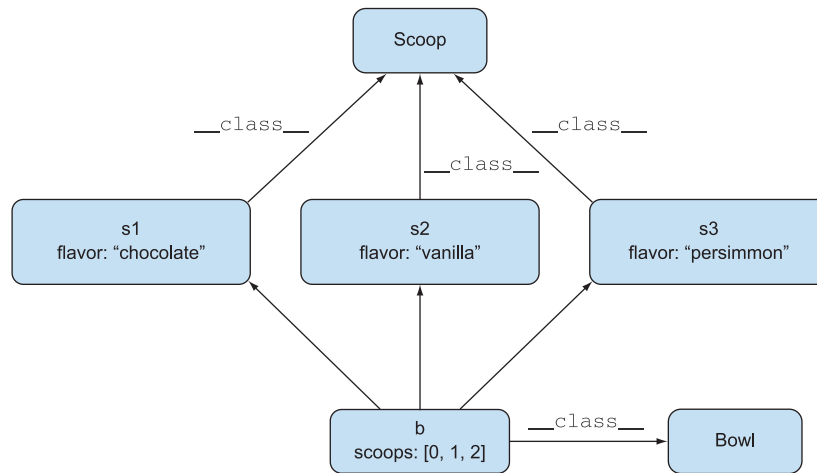 Scoop
__class__
__class__
__class__
s1
flavor: “chocolate”
s2
flavor: “vanilla”
s3
flavor: “persimmon”
b
scoops: [0, 1, 2]
__class__
Bowl